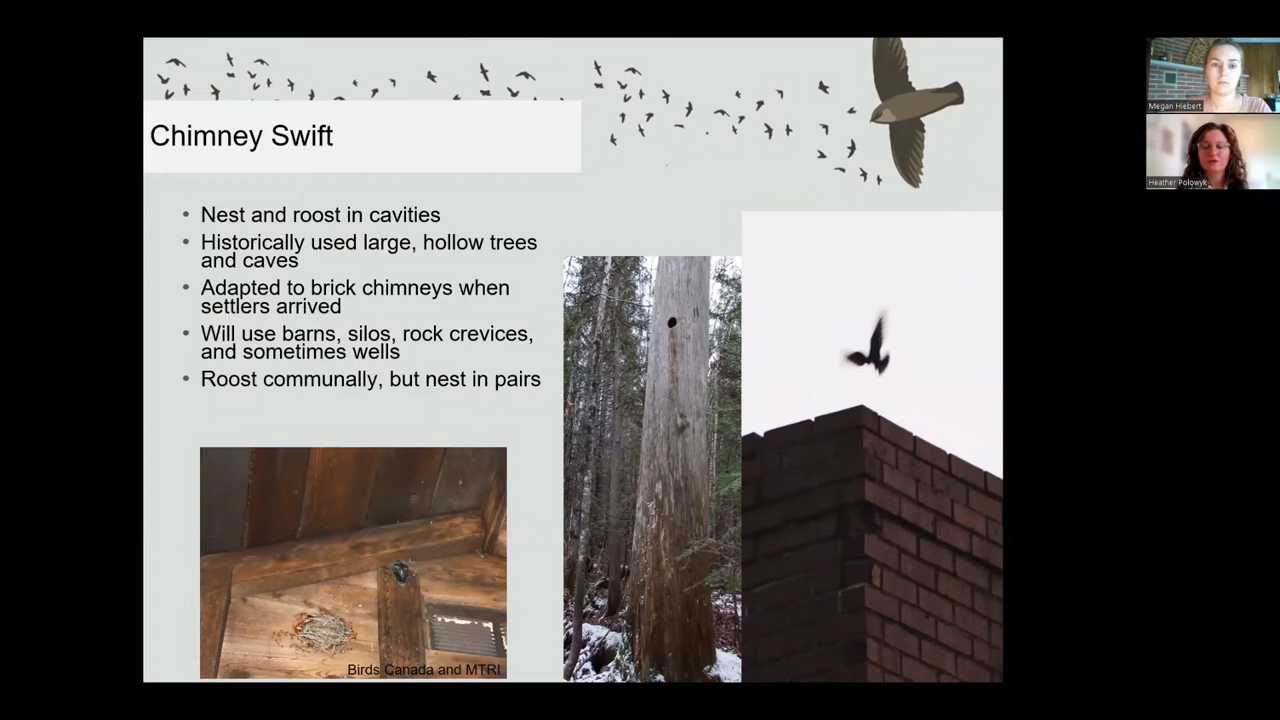 Chimney Swift
Nest and roost in cavities
Historically used large, hollow trees
and caves
Adapted to brick chimneys when
settlers arrived
Will use barns, silos, rock crevices,
and sometimes wells
Roost communally, but nest in pairs
Birds Canada and MTRI
Megan Hiebert
Heather Polowyk